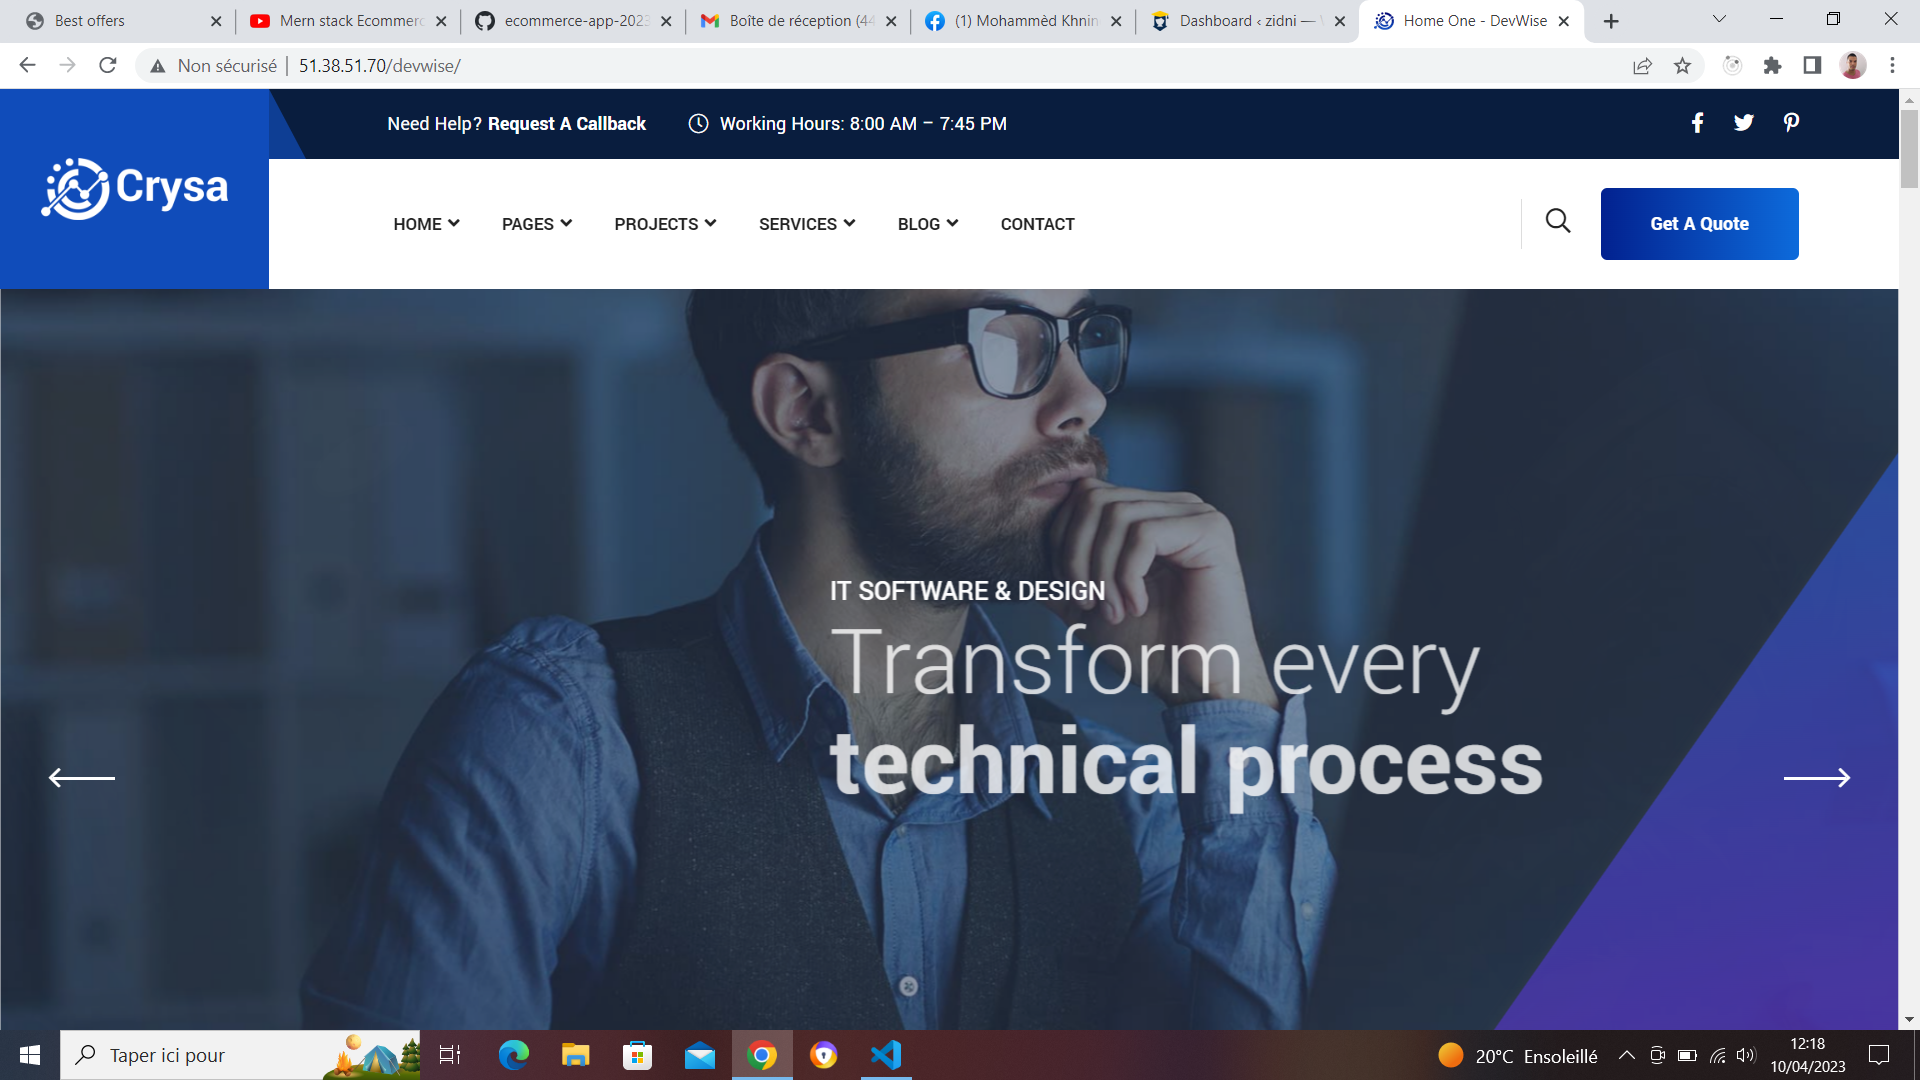 Best offers
Mern stack Ecommerc
ecommerce-app-2023
Boîte de réception (44
(1) Mohammèd Khnin
Dashboard ‹ zidni —
Home One - DevWise
Non sécurisé
51.38.51.70/devwise/
Need Help? Request A Callback
Working Hours: 8:00 AM – 7:45 PM
Crysa
HOME
PAGES
PROJECTS
SERVICES
BLOG
CONTACT
Get A Quote
IT SOFTWARE & DESIGN
Transform every
technical process
Taper ici pour
20°C Ensoleillé
12:18
10/04/2023